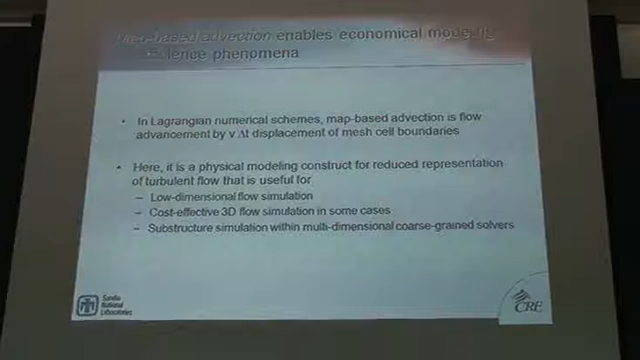 Map-based advection enables economical modeling
phenomena
• In Lagrangian numerical schemes, map-based advection is flow
advancement by v Δt displacement of mesh cell boundaries
• Here, it is a physical modeling construct for reduced representation
of turbulent flow that is useful for
– Low-dimensional flow simulation
– Cost-effective 3D flow simulation in some cases
– Substructure simulation within multi-dimensional coarse-grained solvers
Sandia
National
Laboratories
CRF